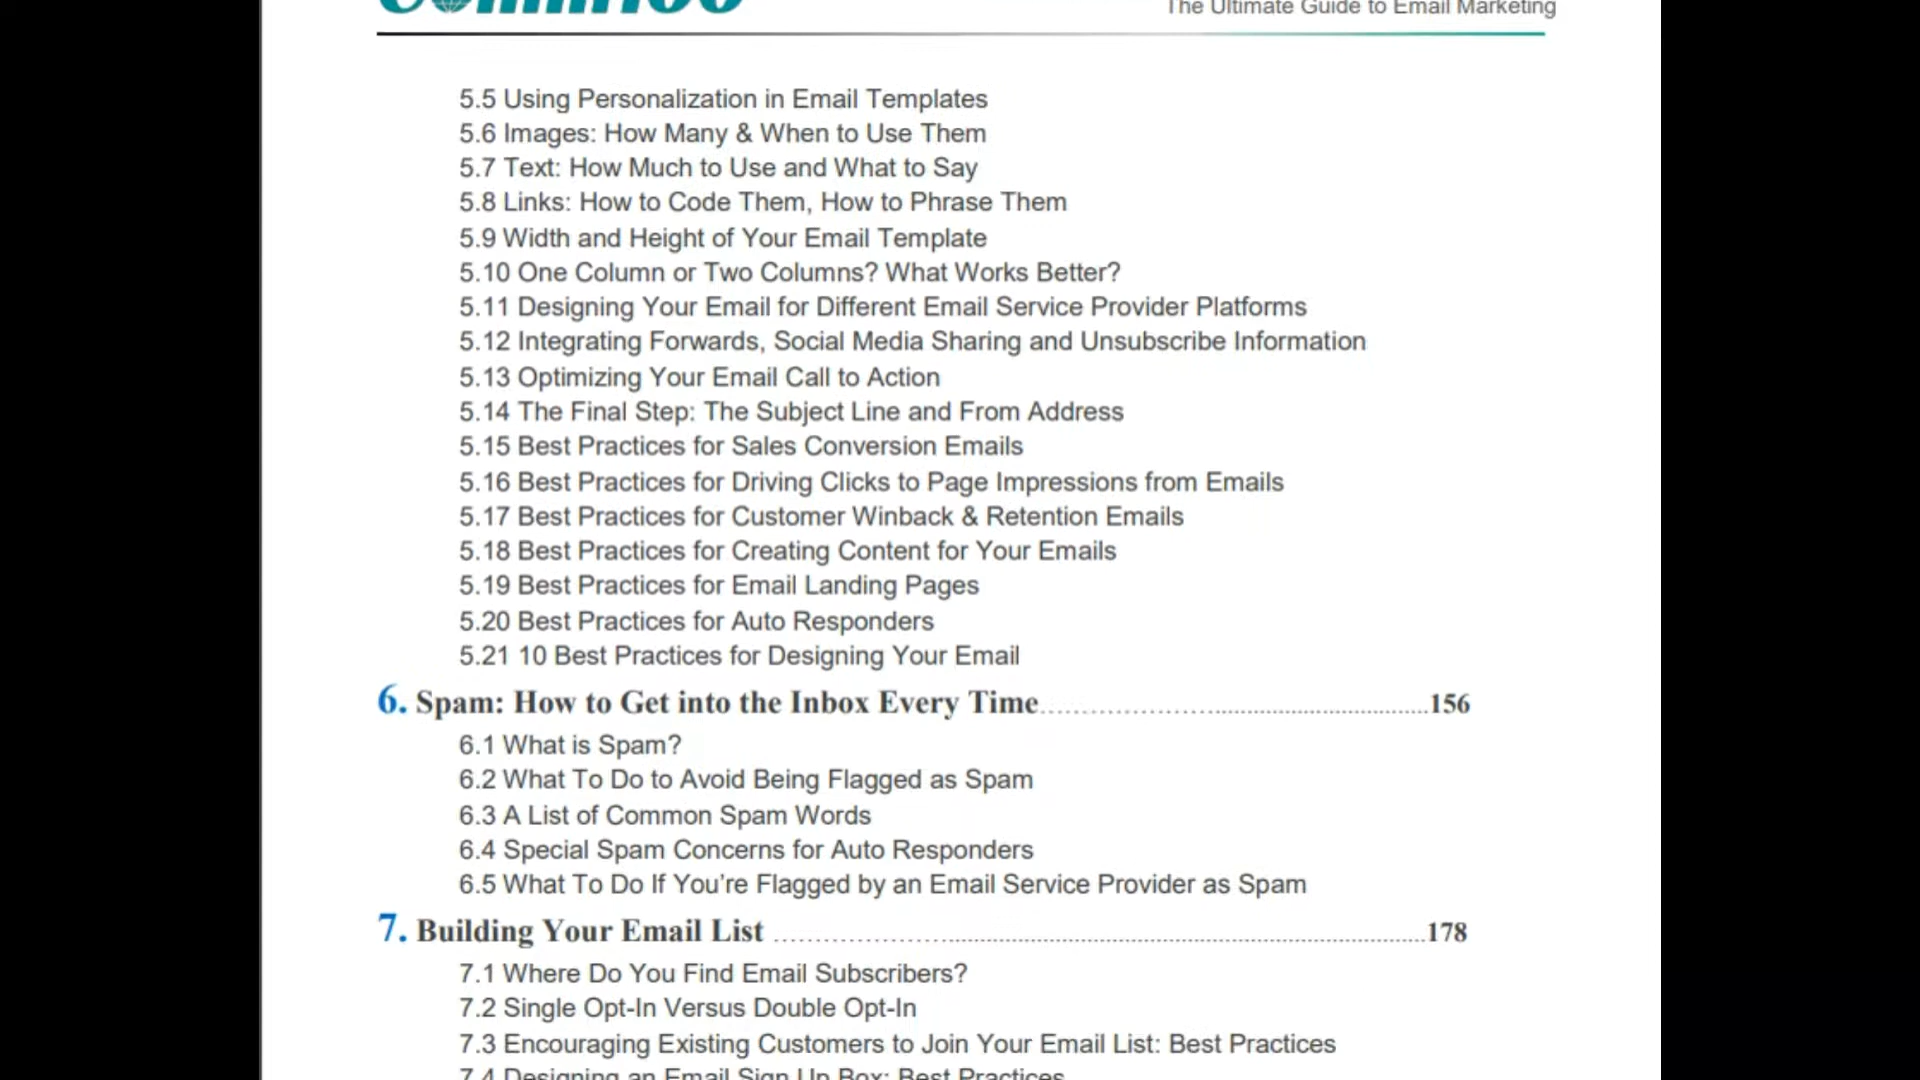 The Ultimate Guide to Email Marketing
5.5 Using Personalization in Email Templates
5.6 Images: How Many & When to Use Them
5.7 Text: How Much to Use and What to Say
5.8 Links: How to Code Them, How to Phrase Them
5.9 Width and Height of Your Email Template
5.10 One Column or Two Columns? What Works Better?
5.11 Designing Your Email for Different Email Service Provider Platforms
5.12 Integrating Forwards, Social Media Sharing and Unsubscribe Information
5.13 Optimizing Your Email Call to Action
5.14 The Final Step: The Subject Line and From Address
5.15 Best Practices for Sales Conversion Emails
5.16 Best Practices for Driving Clicks to Page Impressions from Emails
5.17 Best Practices for Customer Winback & Retention Emails
5.18 Best Practices for Creating Content for Your Emails
5.19 Best Practices for Email Landing Pages
5.20 Best Practices for Auto Responders
5.21 10 Best Practices for Designing Your Email
6. Spam: How to Get into the Inbox Every Time 156
6.1 What is Spam?
6.2 What To Do to Avoid Being Flagged as Spam
6.3 A List of Common Spam Words
6.4 Special Spam Concerns for Auto Responders
6.5 What To Do If You’re Flagged by an Email Service Provider as Spam
7. Building Your Email List 178
7.1 Where Do You Find Email Subscribers?
7.2 Single Opt-In Versus Double Opt-In
7.3 Encouraging Existing Customers to Join Your Email List: Best Practices
7.4 Designing an Email Sign Up Box: Best Practices